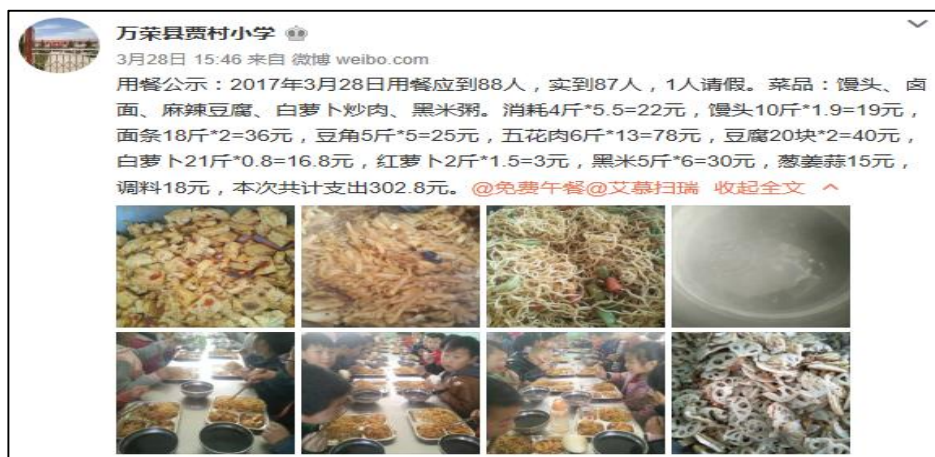 万荣县贾村小学
3月28日 15:46 来自 微博 weibo.com
用餐公示：2017年3月28日用餐应到88人，实到87人，1人请假。菜品：馒头、卤
面、麻辣豆腐、白萝卜炒肉、黑米粥。消耗4斤*5.5=22元，馒头10斤*1.9=19元，
面条18斤*2=36元，豆角5斤*5=25元，五花肉6斤*13=78元，豆腐20块*2=40元，
白萝卜21斤*0.8=16.8元，红萝卜2斤*1.5=3元，黑米5斤*6=30元，葱姜蒜15元，
调料18元，本次共计支出302.8元。@免费午餐@艾慕扫瑞 收起全文